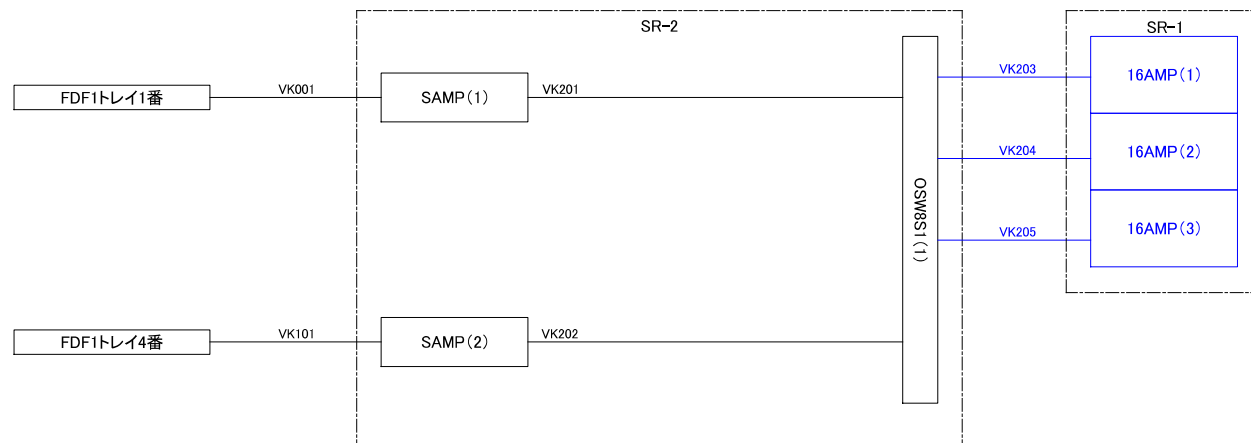 SR-2
SR-1
FDF1トレイ1番
VK001
SAMP(1)
VK201
OSW8S1(1)
VK203
16AMP(1)
VK204
16AMP(2)
VK205
16AMP(3)
FDF1トレイ4番
VK101
SAMP(2)
VK202